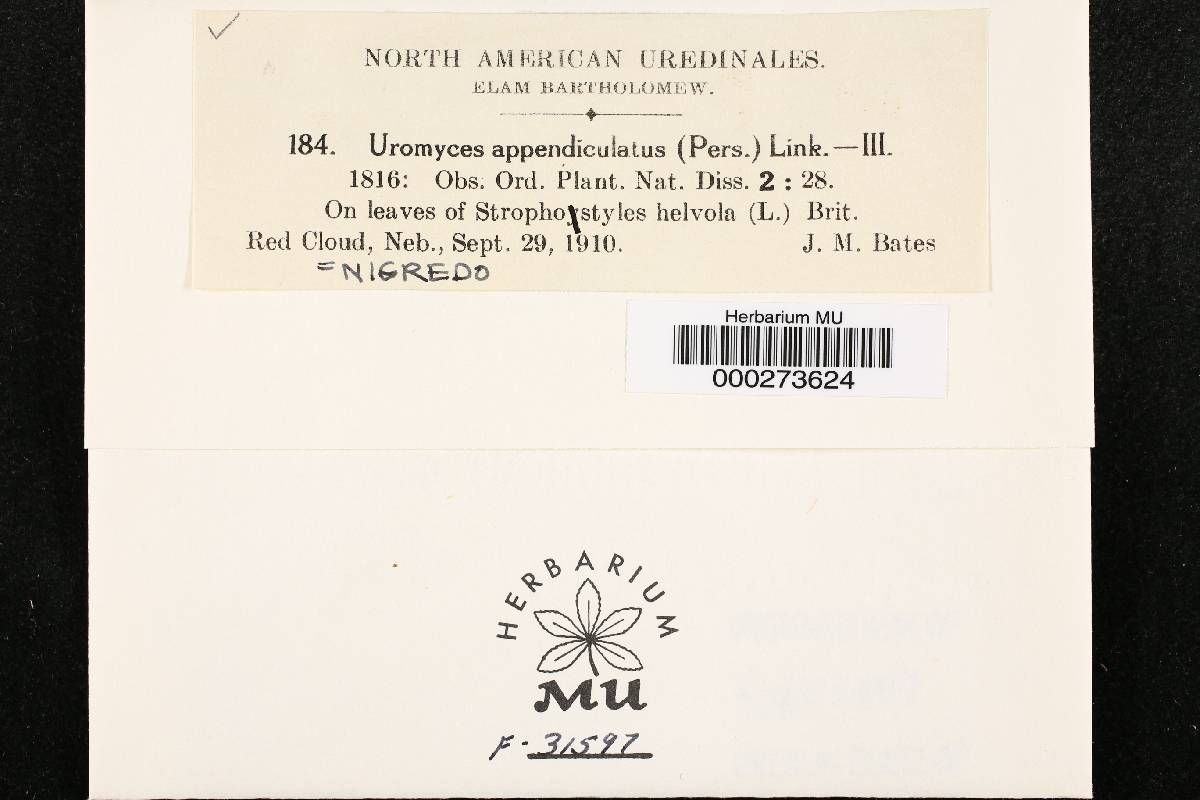 NORTH AMERICAN UREDINALES.
ELAM BARTHOLOMEW.
184. Uromyces appendiculatus (Pers.) Link.—III.
1816: Obs. Ord. Plant. Nat. Diss. 2 : 28.
On leaves of Strophostyles helvola (L.) Brit.
Red Cloud, Neb., Sept. 29, 1910. J. M. Bates
=NIGREDO
Herbarium MU
000273624
HERBARIUM
MU
F-31597